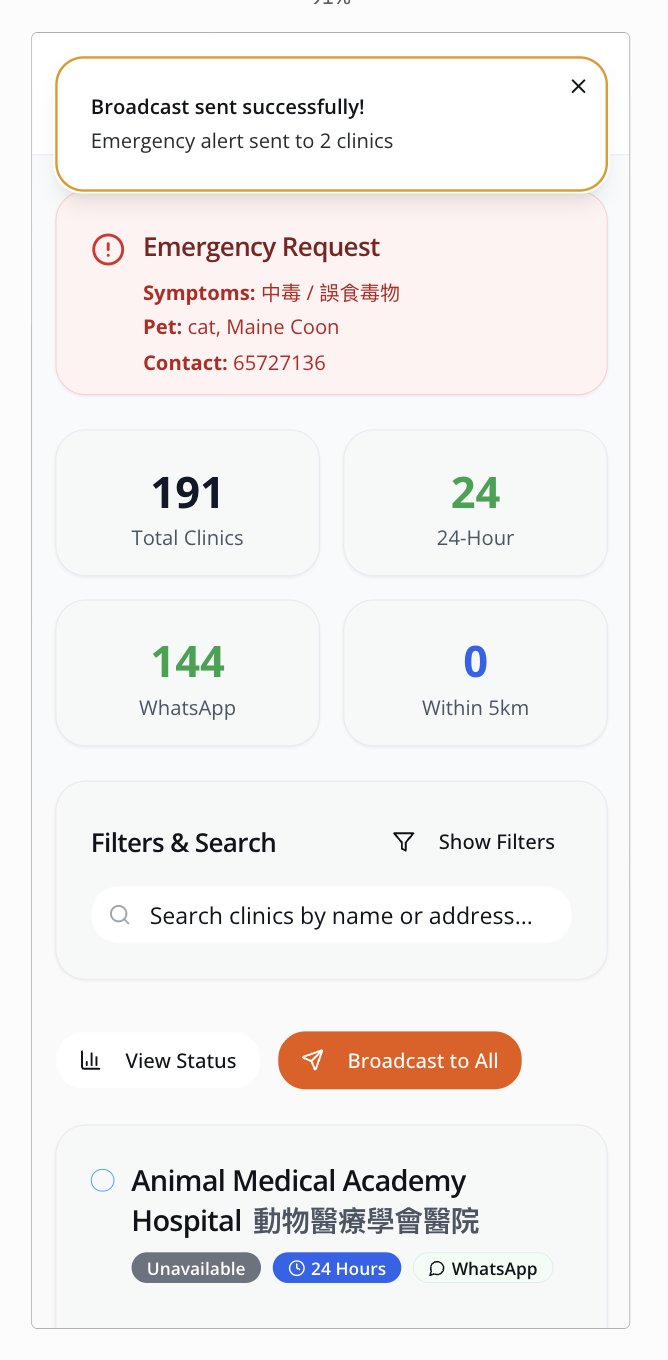 Broadcast sent successfully!
Emergency alert sent to 2 clinics
Emergency Request
Symptoms: 中毒 / 誤食毒物
Pet: cat, Maine Coon
Contact: 65727136
191
Total Clinics
24
24-Hour
144
WhatsApp
0
Within 5km
Filters & Search
Show Filters
Search clinics by name or address...
View Status
Broadcast to All
Animal Medical Academy
Hospital 動物醫療學會醫院
Unavailable
24 Hours
WhatsApp